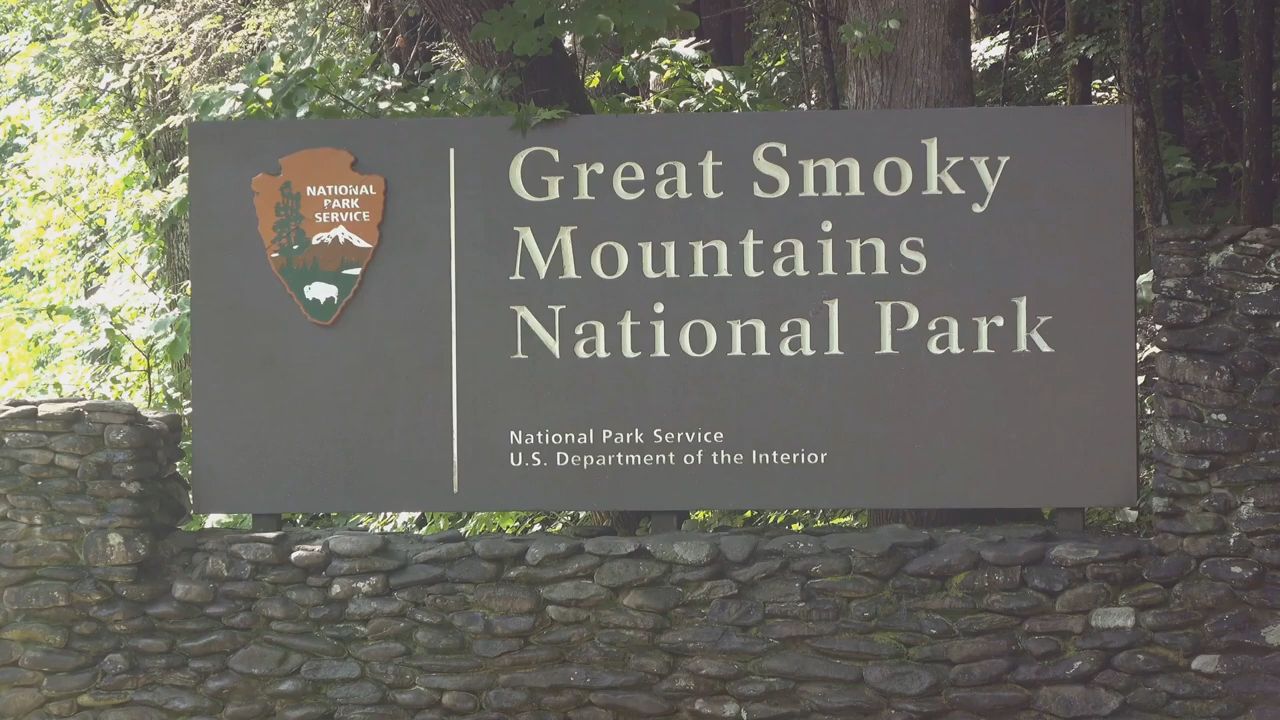 NATIONAL
PARK
SERVICE
Great Smoky
Mountains
National Park
National Park Service
U.S. Department of the Interior